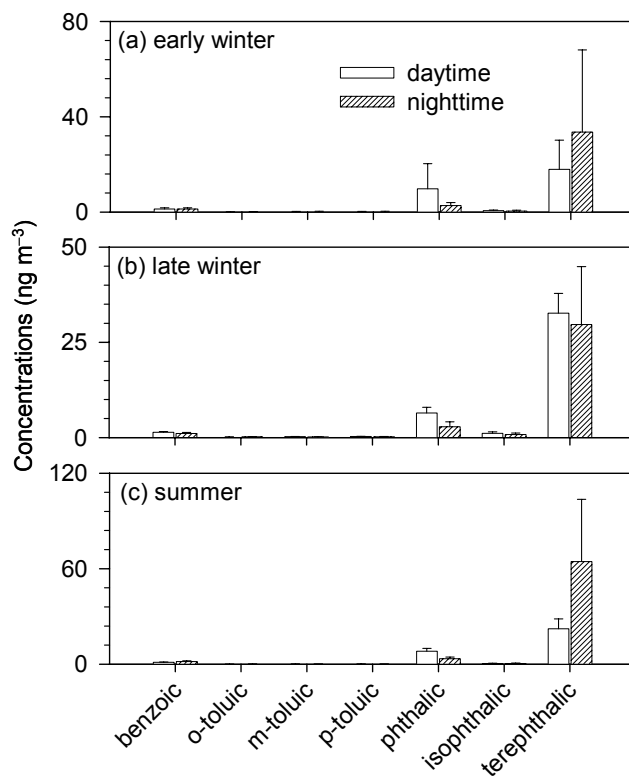 80
(a) early winter
daytime
nighttime
40
0
50
(b) late winter
25
0
Concentrations (ng m⁻³)
120
(c) summer
60
0
benzoic
o-toluic
m-toluic
p-toluic
phthalic
isophthalic
terephthalic